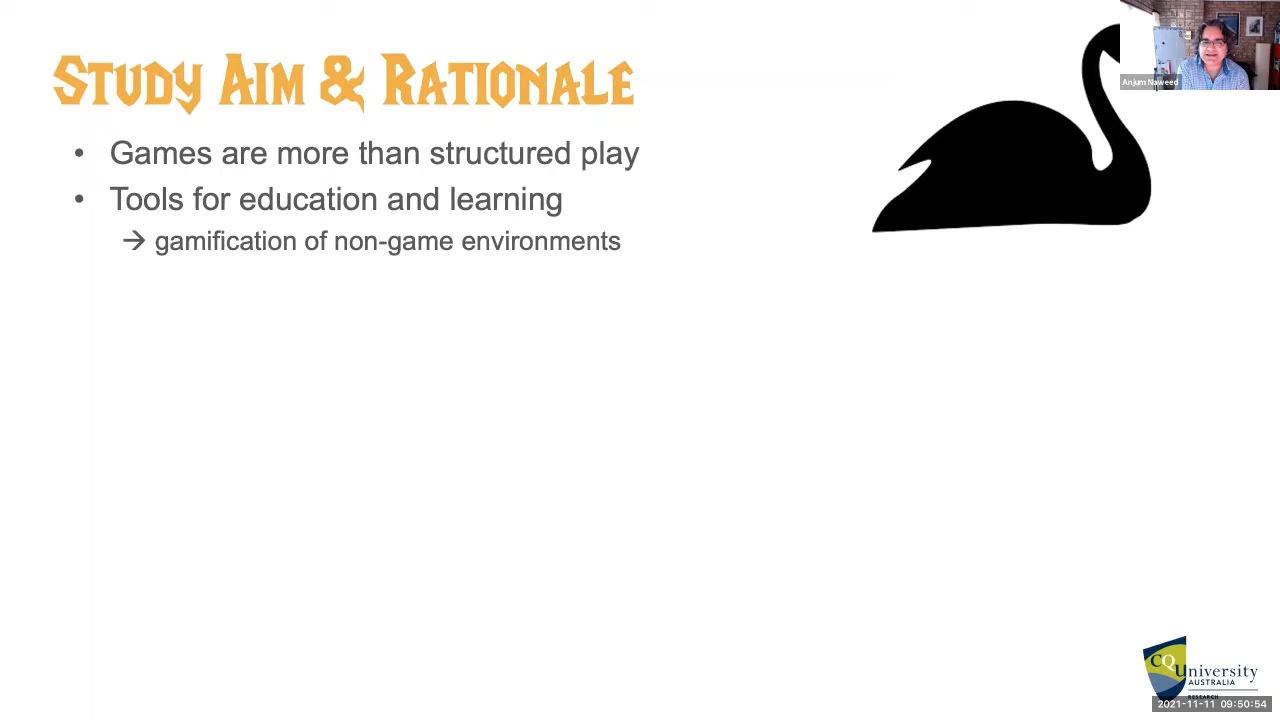 Study Aim & Rationale
• Games are more than structured play
• Tools for education and learning
→ gamification of non-game environments
Anjum Naweed
CQUniversity
AUSTRALIA
RESEARCH
2021-11-11 09:50:54